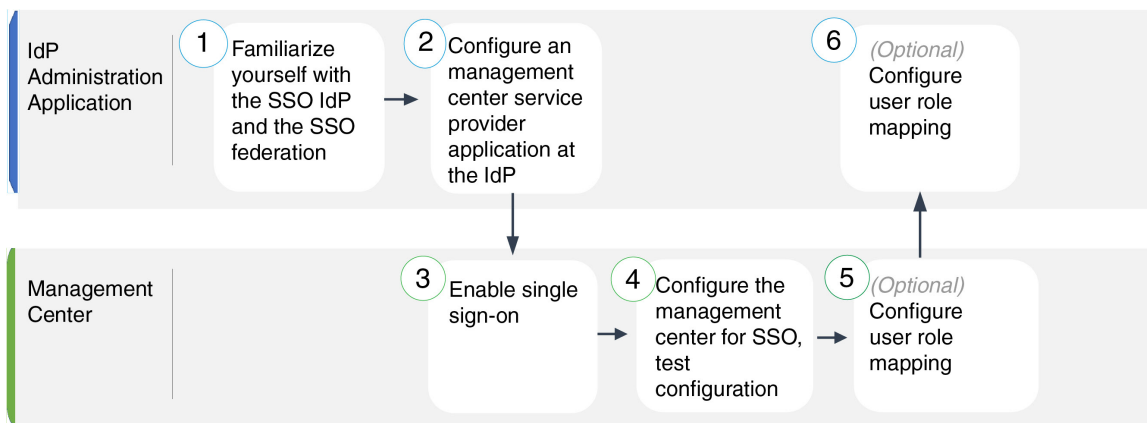 IdP
Administration
Application
1
Familiarize
yourself with
the SSO IdP
and the SSO
federation
2
Configure an
management
center service
provider
application at
the IdP
6
(Optional)
Configure
user role
mapping
Management
Center
3
Enable single
sign-on
4
Configure the
management
center for SSO,
test
configuration
5
(Optional)
Configure
user role
mapping